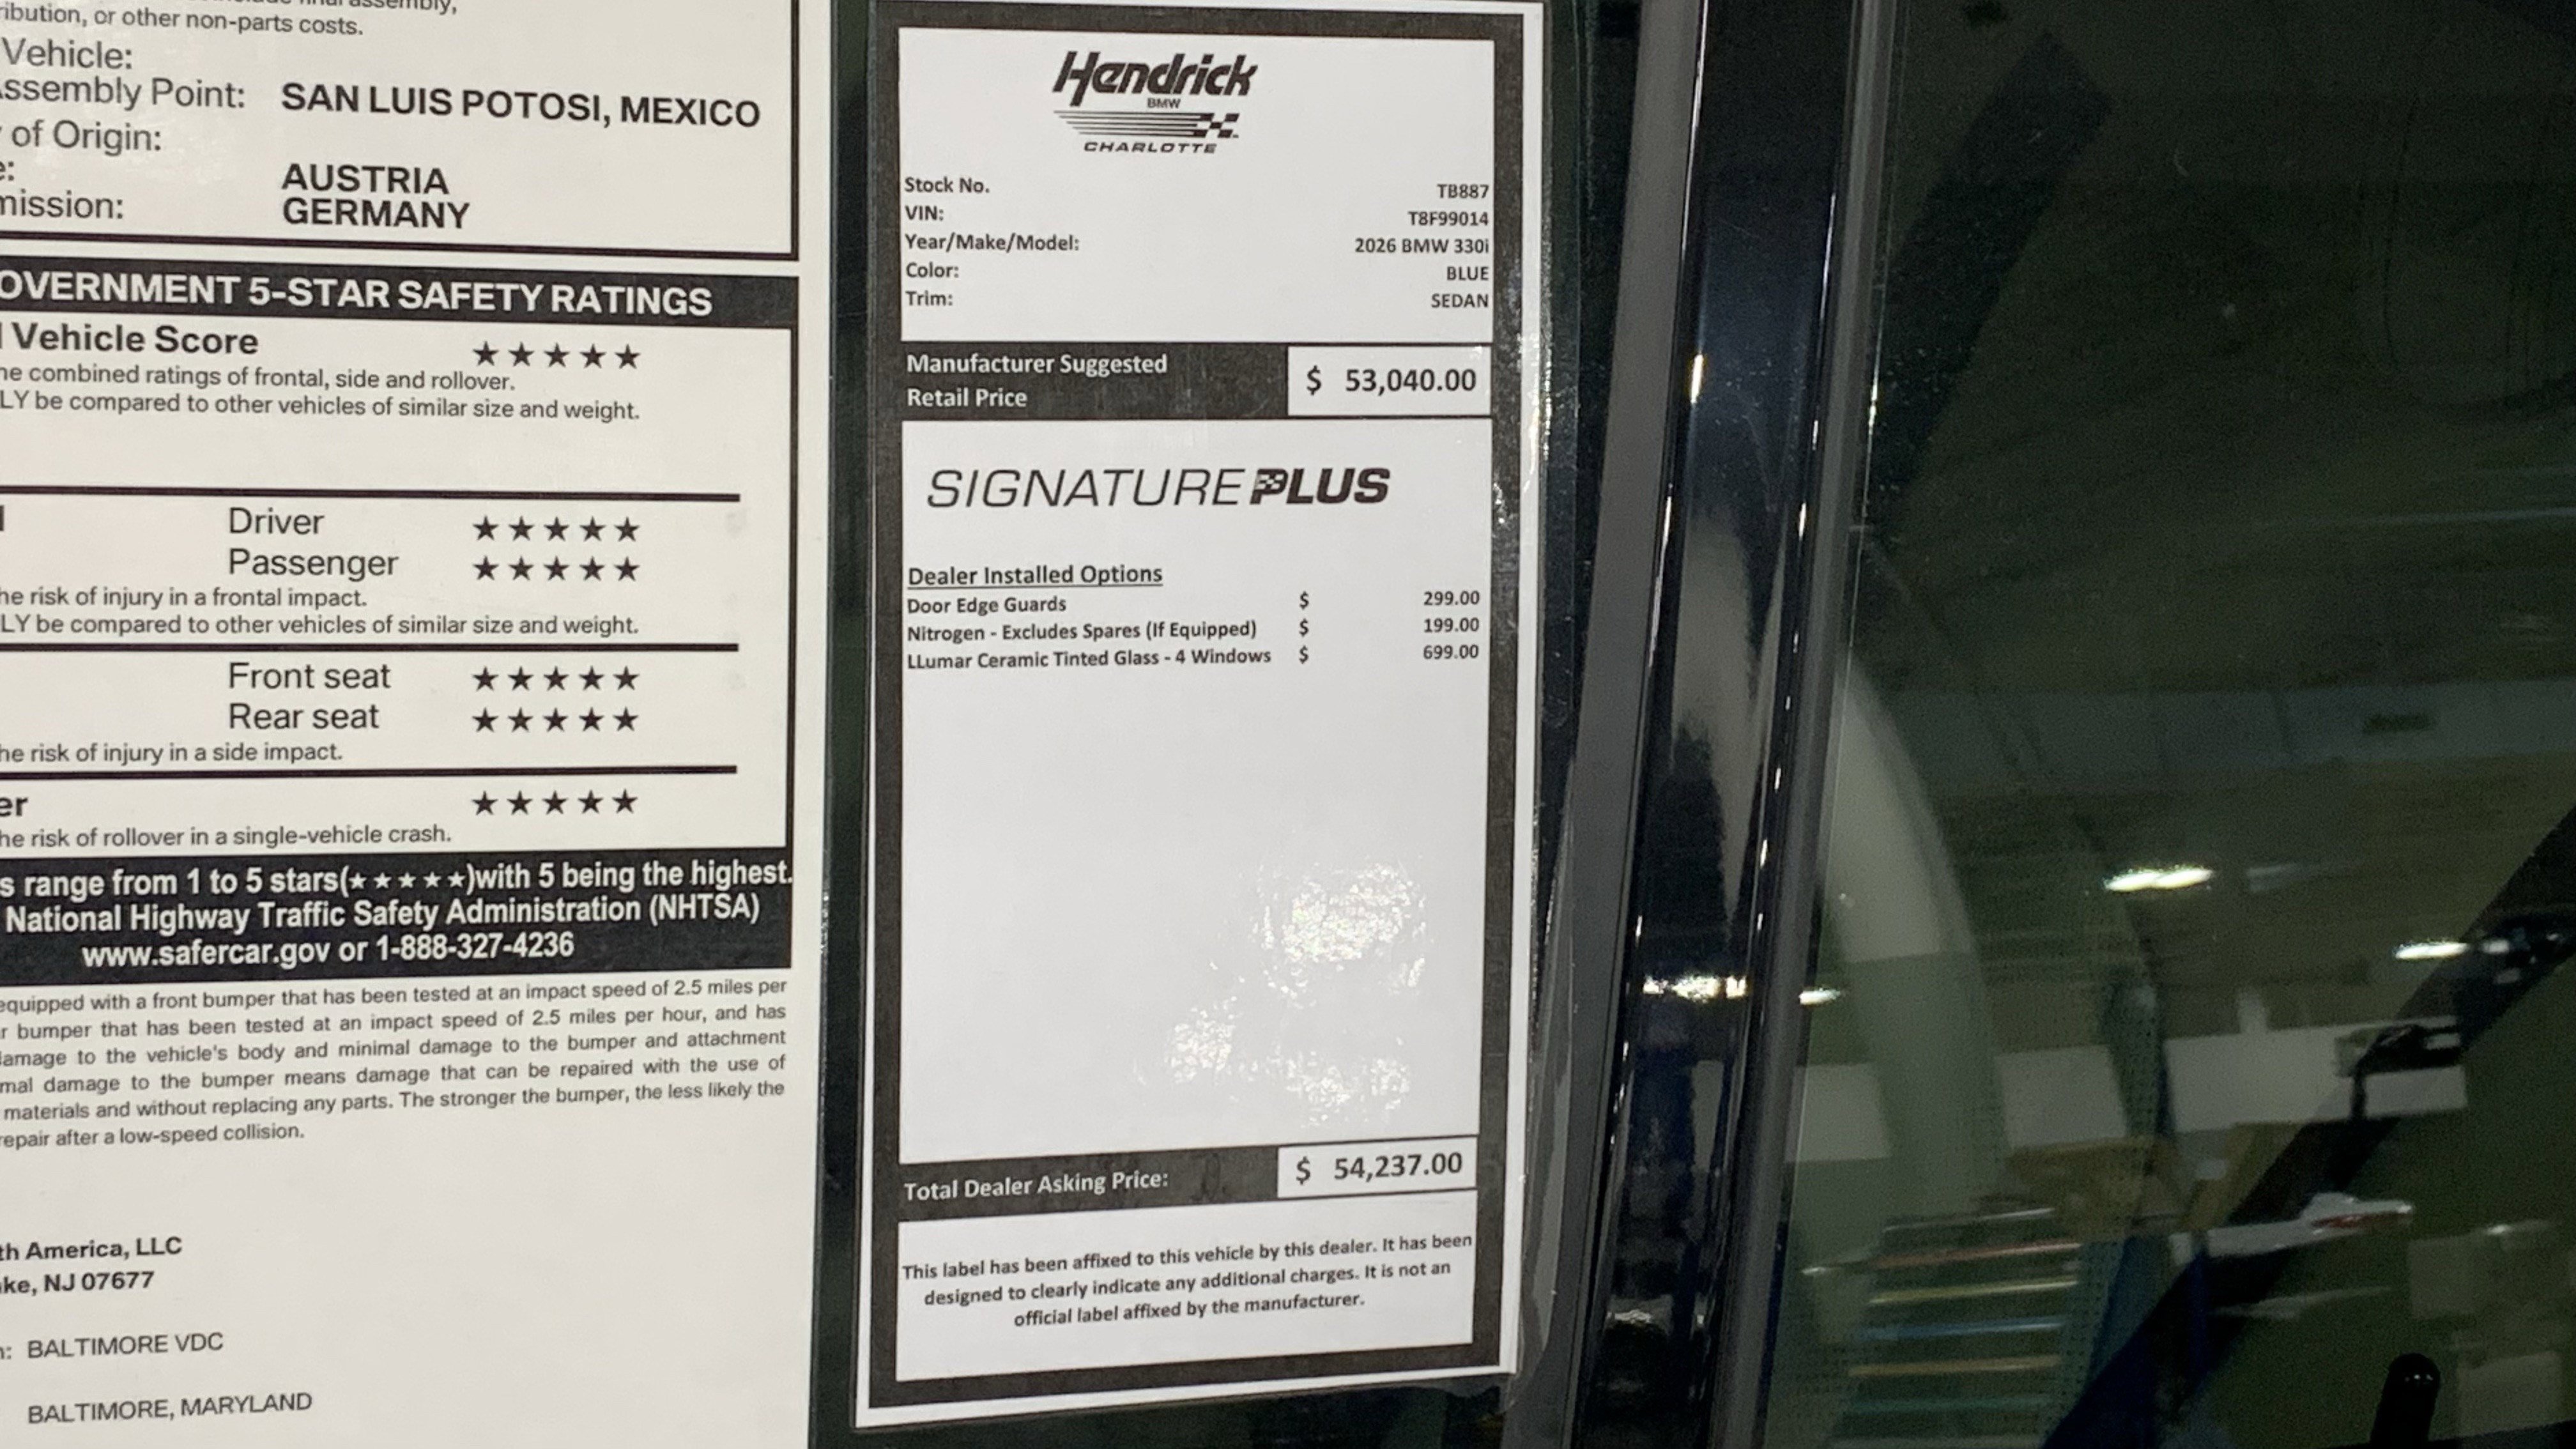 ribution, or other non-parts costs.
Vehicle:
Assembly Point: SAN LUIS POTOSI, MEXICO
of Origin:
AUSTRIA
mission: GERMANY
OVERNMENT 5-STAR SAFETY RATINGS
Vehicle Score ★★★★★
he combined ratings of frontal, side and rollover.
LY be compared to other vehicles of similar size and weight.
Driver ★★★★★
Passenger ★★★★★
he risk of injury in a frontal impact.
LY be compared to other vehicles of similar size and weight.
Front seat ★★★★★
Rear seat ★★★★★
he risk of injury in a side impact.
er ★★★★★
he risk of rollover in a single-vehicle crash.
s range from 1 to 5 stars(★★★★★)with 5 being the highest.
National Highway Traffic Safety Administration (NHTSA)
www.safercar.gov or 1-888-327-4236
equipped with a front bumper that has been tested at an impact speed of 2.5 miles per
r bumper that has been tested at an impact speed of 2.5 miles per hour, and has
damage to the vehicle's body and minimal damage to the bumper and attachment
mal damage to the bumper means damage that can be repaired with the use of
materials and without replacing any parts. The stronger the bumper, the less likely the
repair after a low-speed collision.
th America, LLC
ke, NJ 07677
n: BALTIMORE VDC
BALTIMORE, MARYLAND
Hendrick
BMW
CHARLOTTE
Stock No. TB887
VIN: T8F99014
Year/Make/Model: 2026 BMW 330i
Color: BLUE
Trim: SEDAN
Manufacturer Suggested
Retail Price $ 53,040.00
SIGNATURE PLUS
Dealer Installed Options
Door Edge Guards $ 299.00
Nitrogen - Excludes Spares (If Equipped) $ 199.00
LLumar Ceramic Tinted Glass - 4 Windows $ 699.00
Total Dealer Asking Price: $ 54,237.00
This label has been affixed to this vehicle by this dealer. It has been
designed to clearly indicate any additional charges. It is not an
official label affixed by the manufacturer.